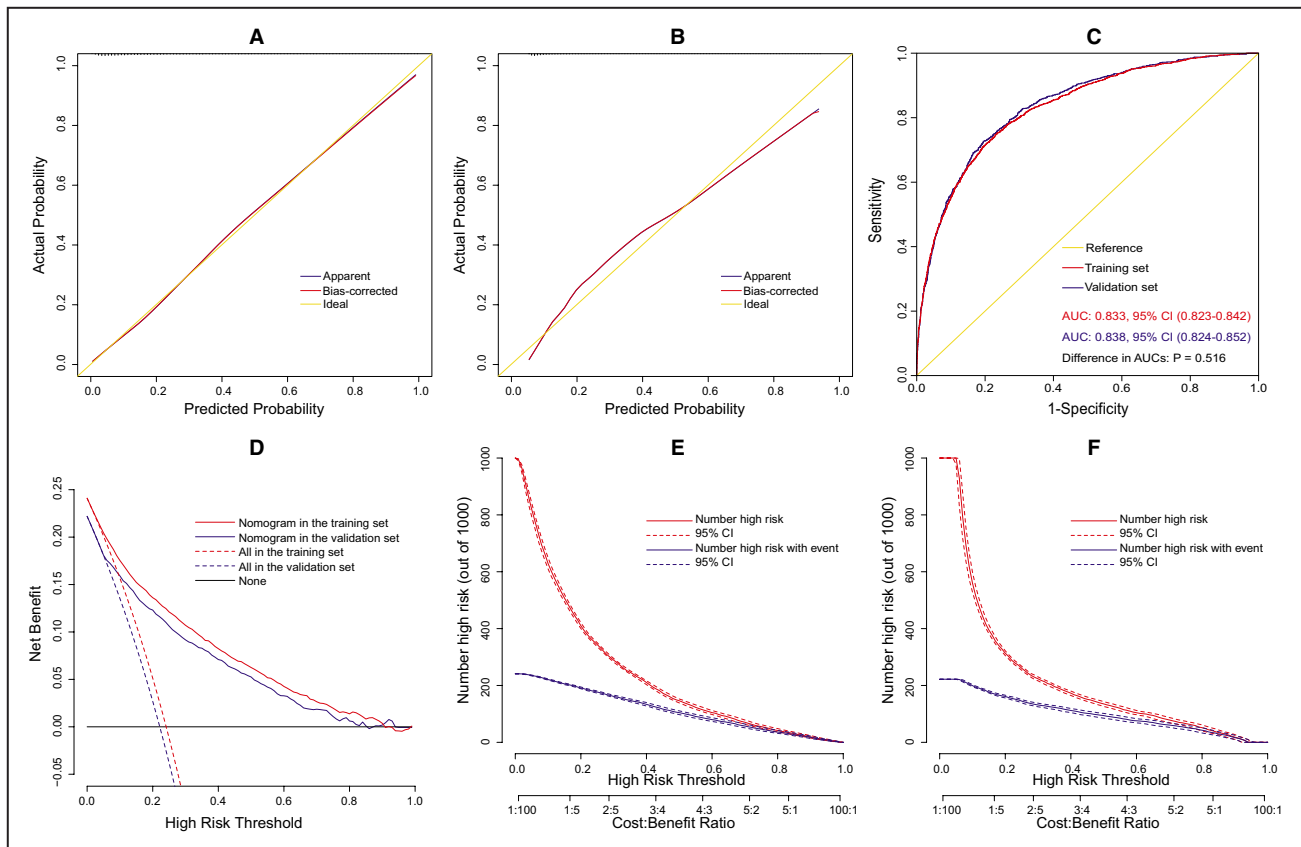 A
Actual Probability
1.0
0.8
0.6
0.4
0.2
0.0
Apparent
Bias-corrected
Ideal
0.0 0.2 0.4 0.6 0.8 1.0
Predicted Probability
B
Actual Probability
1.0
0.8
0.6
0.4
0.2
0.0
Apparent
Bias-corrected
Ideal
0.0 0.2 0.4 0.6 0.8 1.0
Predicted Probability
C
Sensitivity
1.0
0.8
0.6
0.4
0.2
0.0
Reference
Training set
Validation set
AUC: 0.833, 95% CI (0.823-0.842)
AUC: 0.838, 95% CI (0.824-0.852)
Difference in AUCs: P = 0.516
0.0 0.2 0.4 0.6 0.8 1.0
1-Specificity
D
Net Benefit
0.25
0.20
0.15
0.10
0.05
0.00
−0.05
Nomogram in the training set
Nomogram in the validation set
All in the training set
All in the validation set
None
0.0 0.2 0.4 0.6 0.8 1.0
High Risk Threshold
E
Number high risk (out of 1000)
1000
800
600
400
200
0
Number high risk
95% CI
Number high risk with event
95% CI
0.0 0.2 0.4 0.6 0.8 1.0
High Risk Threshold
1:100 1:5 2:5 3:4 4:3 5:2 5:1 100:1
Cost:Benefit Ratio
F
Number high risk (out of 1000)
1000
800
600
400
200
0
Number high risk
95% CI
Number high risk with event
95% CI
0.0 0.2 0.4 0.6 0.8 1.0
High Risk Threshold
1:100 1:5 2:5 3:4 4:3 5:2 5:1 100:1
Cost:Benefit Ratio